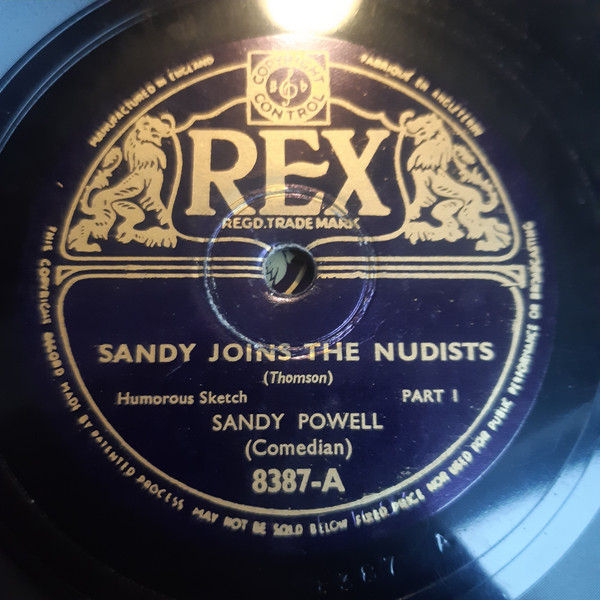 MANUFACTURED IN ENGLAND
FABRIQUÉ EN ANGLETERRE
COPYRIGHT
CONTROL
REX
REGD. TRADE MARK
SANDY JOINS THE NUDISTS
(Thomson)
Humorous Sketch PART 1
SANDY POWELL
(Comedian)
8387-A
THIS COPYRIGHT RECORD MADE BY PATENTED PROCESS MAY NOT BE SOLD BELOW FIXED PRICE NOR USED FOR PUBLIC PERFORMANCE OR BROADCASTING
8387 A